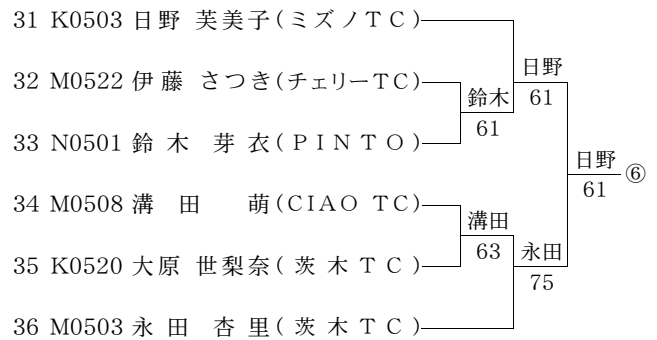 31 K0503 日野 芙美子(ミズノTC)
日野
32 M0522 伊藤 さつき(チェリーTC)
鈴木 61
61
33 N0501 鈴木 芽衣(PINTO)
日野 ⑥
61
34 M0508 溝田 萌(CIAO TC)
溝田
63 永田
35 K0520 大原 世梨奈(茨木TC)
75
36 M0503 永田 杏里(茨木TC)